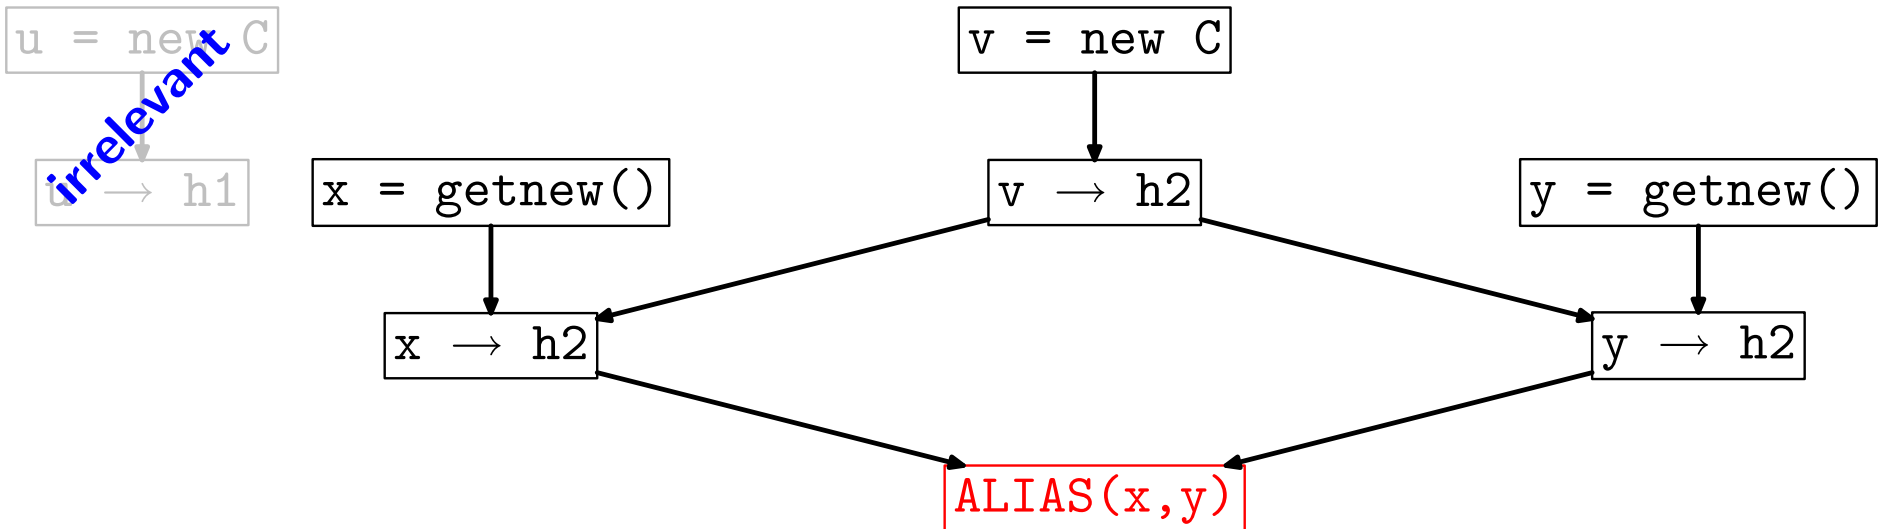 u = new C
irrelevant
u → h1
v = new C
x = getnew()
v → h2
y = getnew()
x → h2
y → h2
ALIAS(x,y)